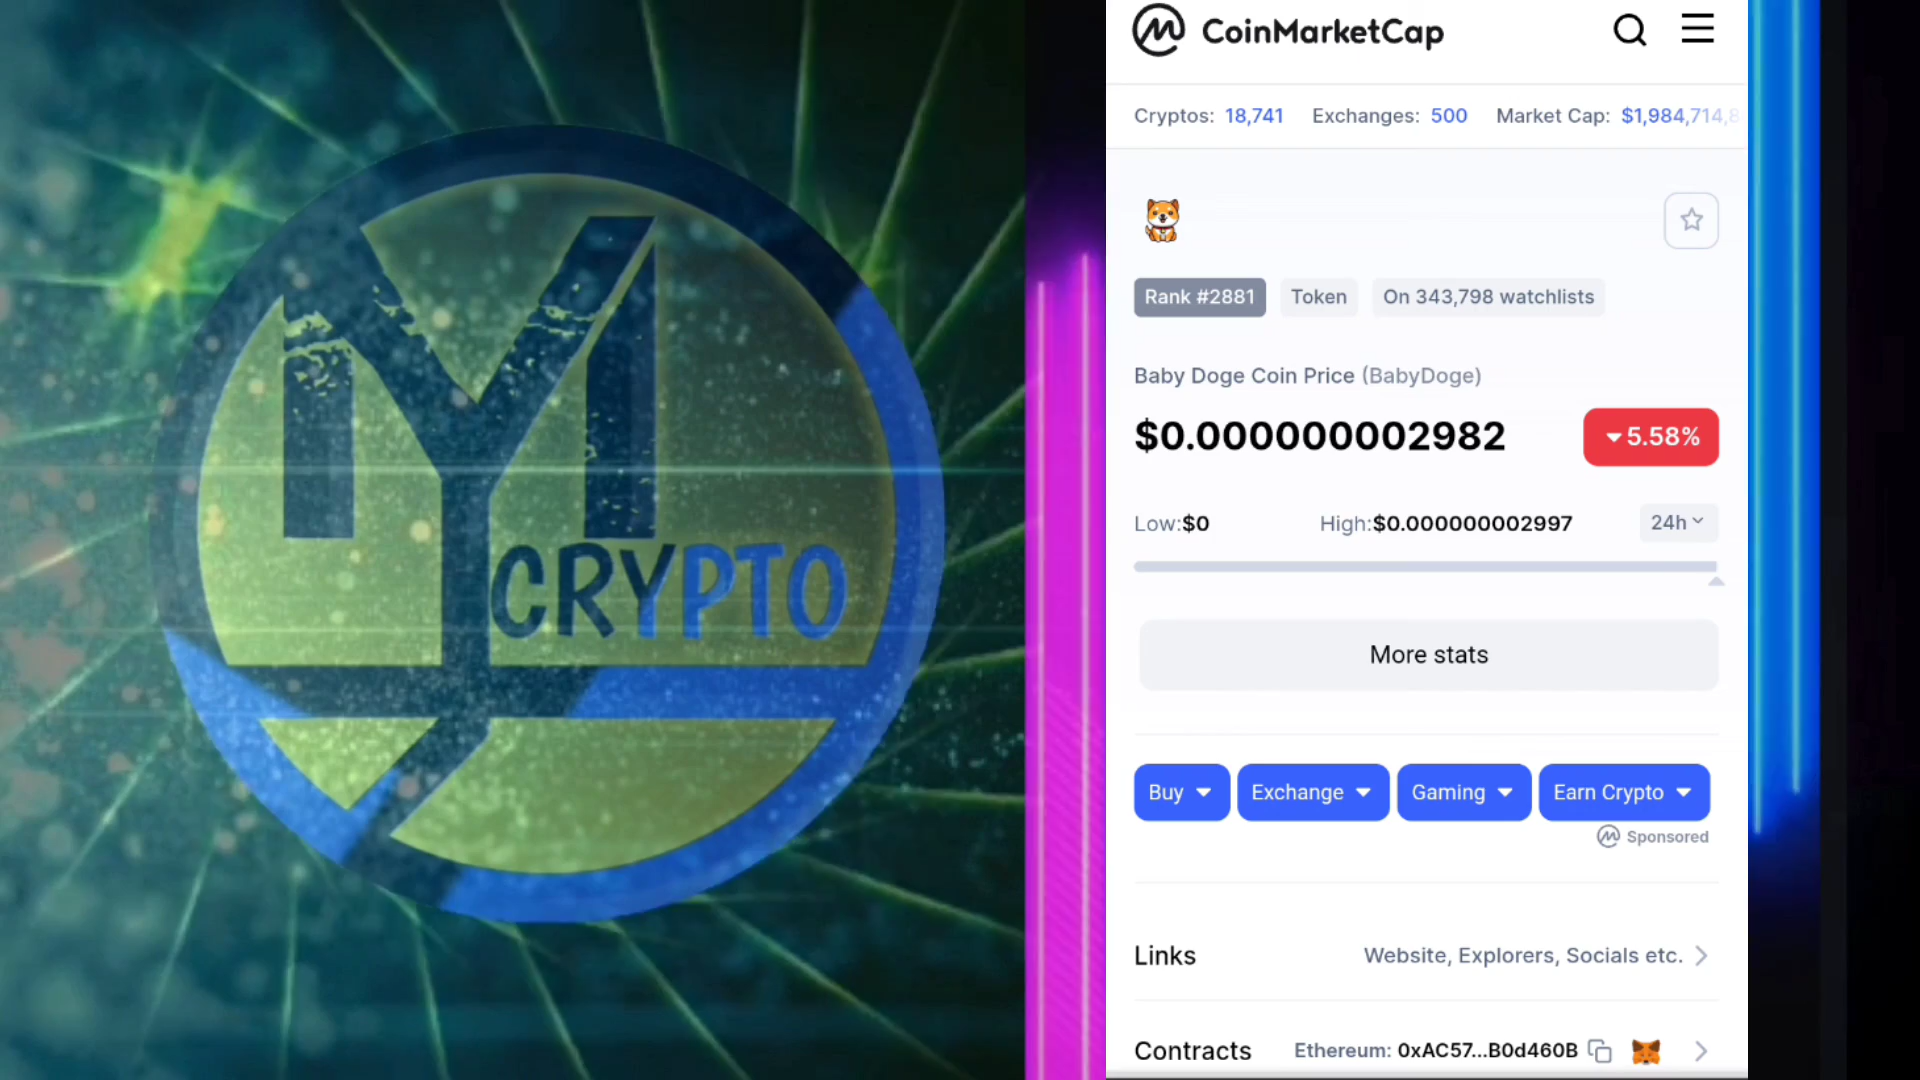 CRYPTO
CoinMarketCap
Cryptos: 18,741 Exchanges: 500 Market Cap: $1,984,714,8
Rank #2881 Token On 343,798 watchlists
Baby Doge Coin Price (BabyDoge)
$0.000000002982 5.58%
Low:$0 High:$0.000000002997 24h
More stats
Buy Exchange Gaming Earn Crypto
Sponsored
Links Website, Explorers, Socials etc.
Contracts Ethereum: 0xAC57...B0d460B